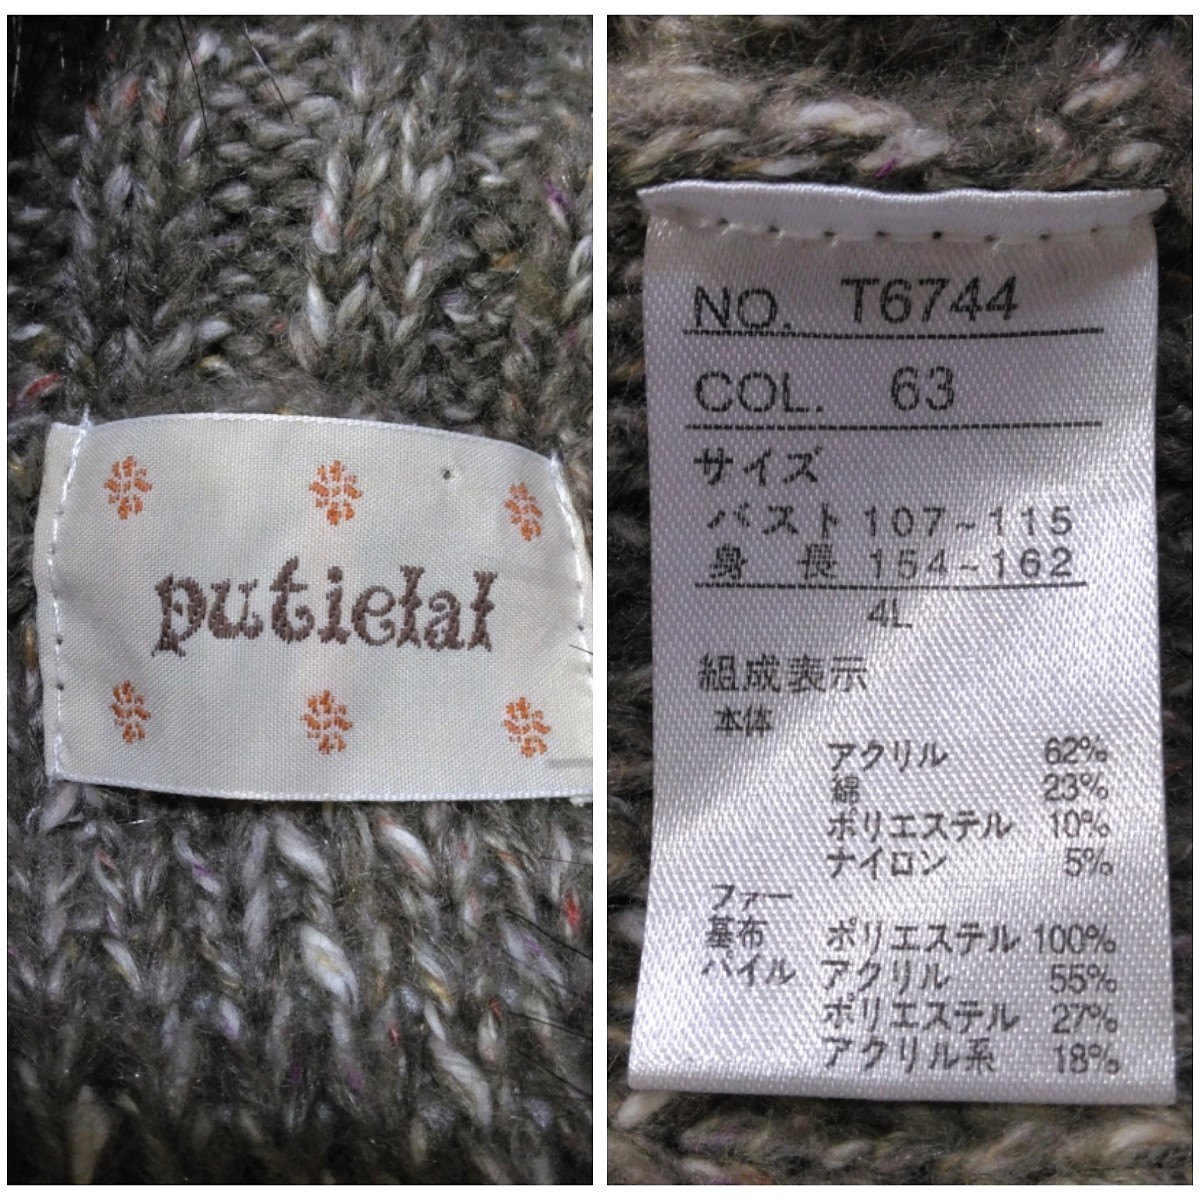 putiełał
NO. T6744
COL. 63
サイズ
バスト 107~115
身 長 154~162
4L
組成表示
本体
アクリル 62%
綿 23%
ポリエステル 10%
ナイロン 5%
ファー
基布 ポリエステル 100%
パイル アクリル 55%
ポリエステル 27%
アクリル系 18%